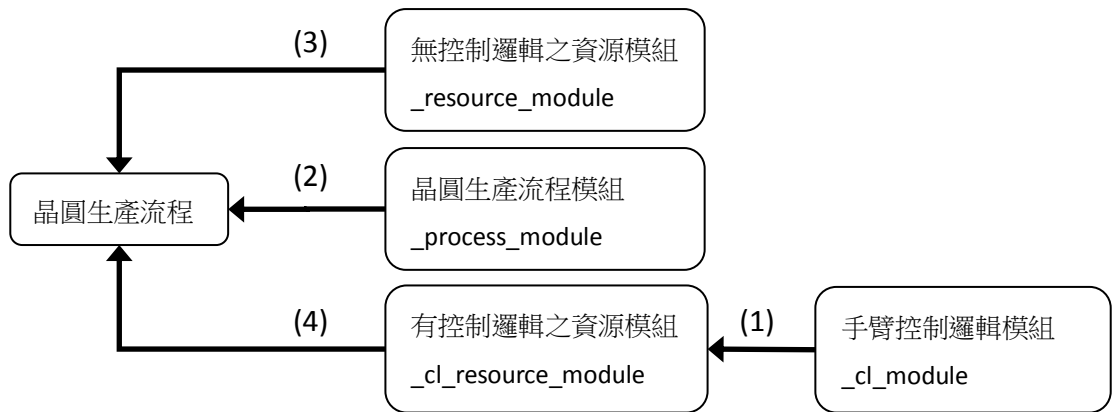 (3)
無控制邏輯之資源模組
_resource_module
(2)
晶圓生產流程
晶圓生產流程模組
_process_module
(4)
有控制邏輯之資源模組
_cl_resource_module
(1)
手臂控制邏輯模組
_cl_module